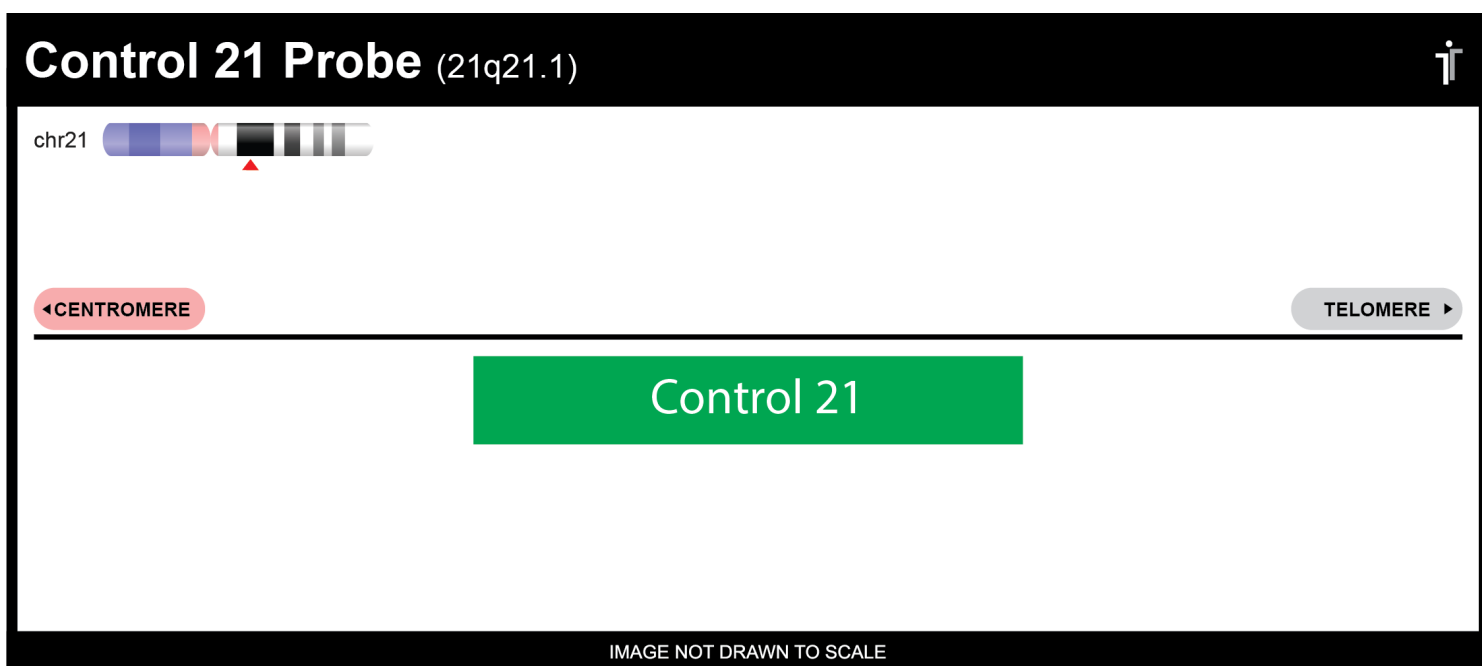 Control 21 Probe (21q21.1)
chr21
CENTROMERE
TELOMERE
Control 21
IMAGE NOT DRAWN TO SCALE